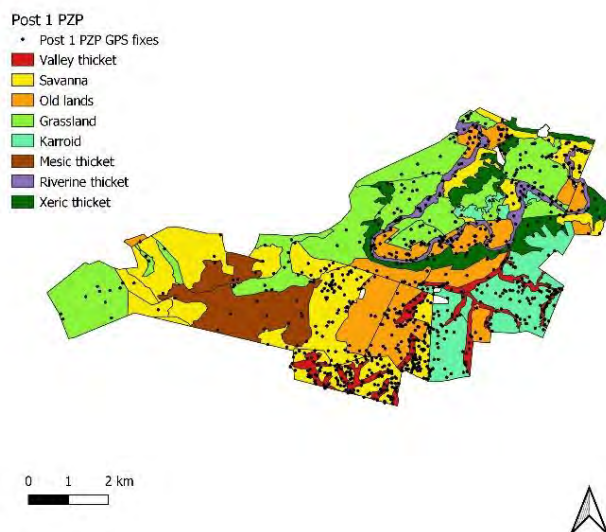 Post 1 PZP
Post 1 PZP GPS fixes
Valley thicket
Savanna
Old lands
Grassland
Karroid
Mesic thicket
Riverine thicket
Xeric thicket
0 1 2 km